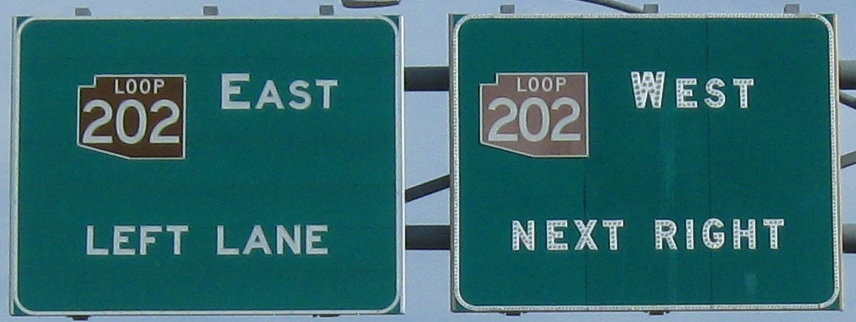 LOOP
202 EAST
LEFT LANE
LOOP
202 WEST
NEXT RIGHT